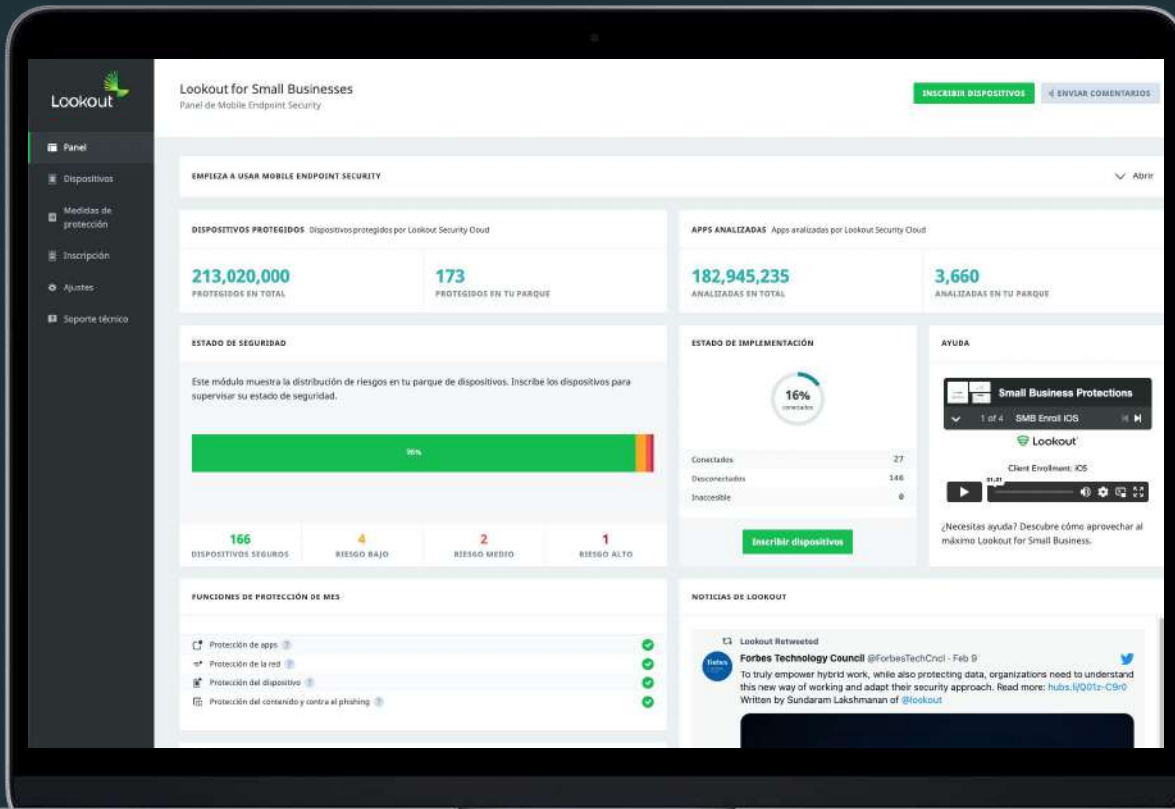 Lookout
Lookout for Small Businesses
Panel de Mobile Endpoint Security
INSCRIBIR DISPOSITIVOS
ENVIAR COMENTARIOS
Panel
Dispositivos
Medidas de
protección
Inscripción
Ajustes
Soporte técnico
EMPIEZA A USAR MOBILE ENDPOINT SECURITY
Abrir
DISPOSITIVOS PROTEGIDOS Dispositivos protegidos por Lookout Security Cloud
213,020,000
PROTEGIDOS EN TOTAL
173
PROTEGIDOS EN TU PARQUE
APPS ANALIZADAS Apps analizadas por Lookout Security Cloud
182,945,235
ANALIZADAS EN TOTAL
3,660
ANALIZADAS EN TU PARQUE
ESTADO DE SEGURIDAD
Este módulo muestra la distribución de riesgos en tu parque de dispositivos. Inscribe los dispositivos para
supervisar su estado de seguridad.
96%
166
DISPOSITIVOS SEGUROS
4
RIESGO BAJO
2
RIESGO MEDIO
1
RIESGO ALTO
ESTADO DE IMPLEMENTACIÓN
16%
conectados
Conectados 27
Desconectados 146
Inaccesible 0
Inscribir dispositivos
AYUDA
Small Business Protections
1 of 4 SMB Enroll iOS
Lookout
Client Enrollment: iOS
01:21
¿Necesitas ayuda? Descubre cómo aprovechar al
máximo Lookout for Small Business.
FUNCIONES DE PROTECCIÓN DE MES
Protección de apps ?
Protección de la red ?
Protección del dispositivo ?
Protección del contenido y contra el phishing ?
NOTICIAS DE LOOKOUT
Lookout Retweeted
Forbes
Forbes Technology Council @ForbesTechCncl · Feb 9
To truly empower hybrid work, while also protecting data, organizations need to understand
this new way of working and adapt their security approach. Read more: hubs.li/Q01z-C9r0
Written by Sundaram Lakshmanan of @lookout